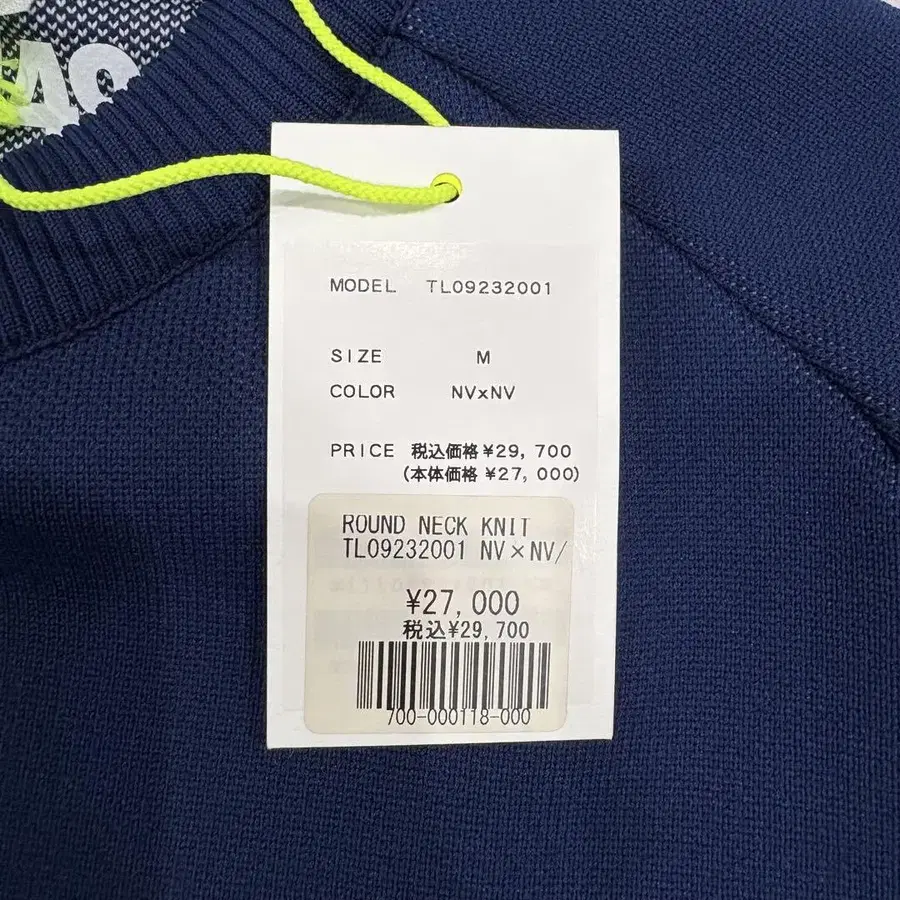 MODEL TL09232001
SIZE M
COLOR NVxNV
PRICE 税込価格¥29,700
(本体価格 ¥27,000)
ROUND NECK KNIT
TL09232001 NV×NV/
¥27,000
税込¥29,700
700-000118-000